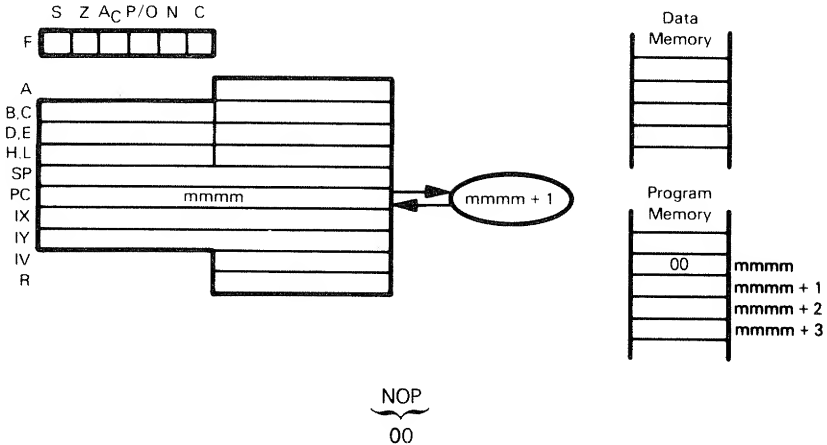 S Z AC P/O N C
F
A
B,C
D,E
H,L
SP
PC mmmm mmmm + 1
IX
IY
IV
R
Data
Memory
Program
Memory
00 mmmm
mmmm + 1
mmmm + 2
mmmm + 3
NOP
00